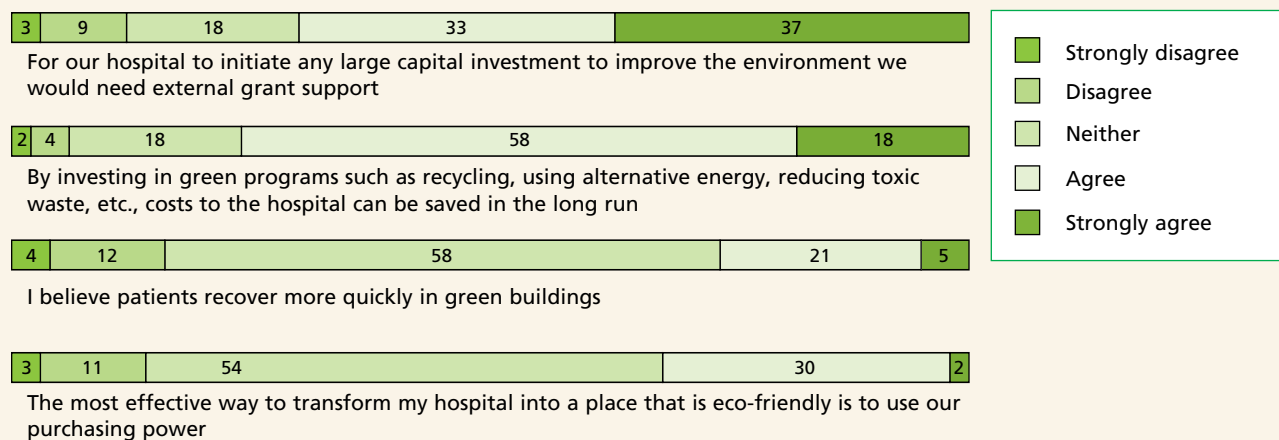 3 9 18 33 37
For our hospital to initiate any large capital investment to improve the environment we
would need external grant support
2 4 18 58 18
By investing in green programs such as recycling, using alternative energy, reducing toxic
waste, etc., costs to the hospital can be saved in the long run
4 12 58 21 5
I believe patients recover more quickly in green buildings
3 11 54 30 2
The most effective way to transform my hospital into a place that is eco-friendly is to use our
purchasing power
Strongly disagree
Disagree
Neither
Agree
Strongly agree